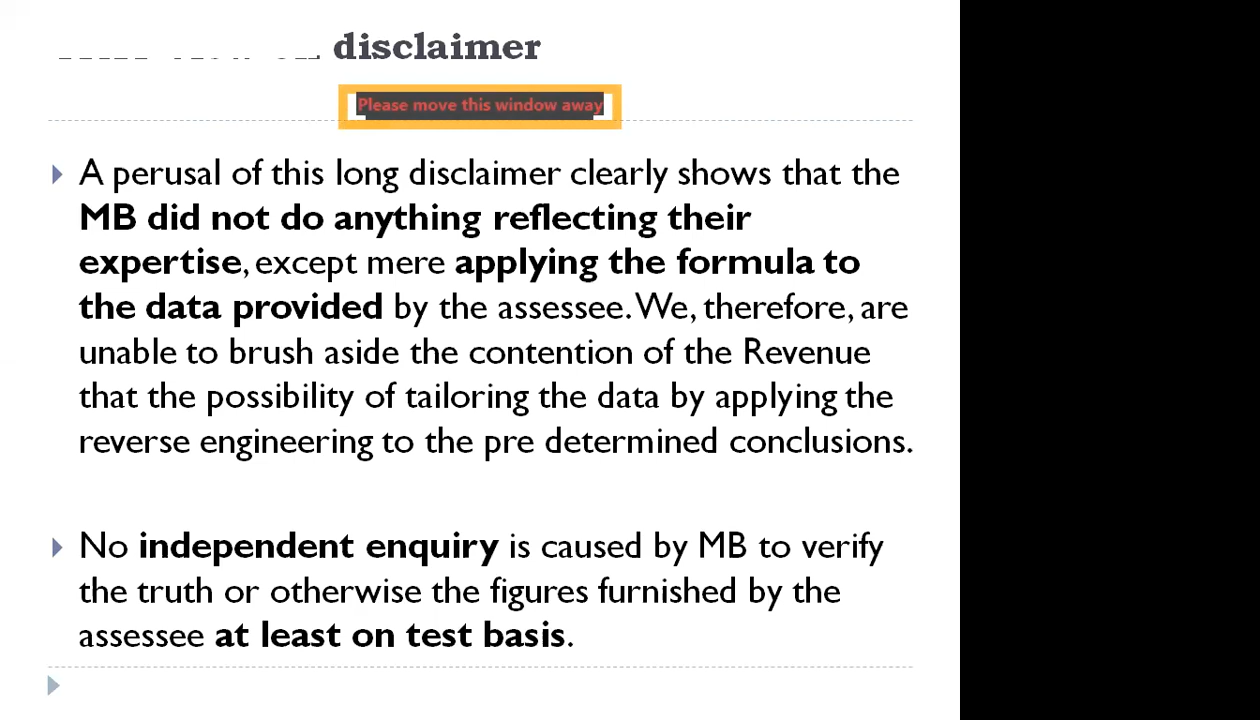 disclaimer
Please move this window away
A perusal of this long disclaimer clearly shows that the
MB did not do anything reflecting their
expertise, except mere applying the formula to
the data provided by the assessee. We, therefore, are
unable to brush aside the contention of the Revenue
that the possibility of tailoring the data by applying the
reverse engineering to the pre determined conclusions.
No independent enquiry is caused by MB to verify
the truth or otherwise the figures furnished by the
assessee at least on test basis.